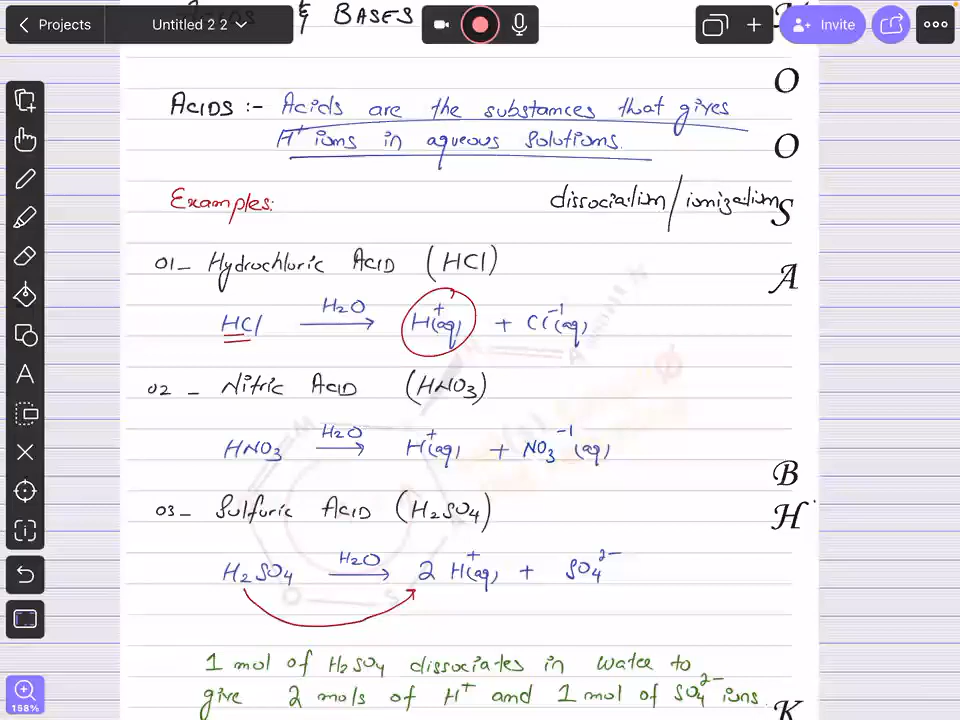 Projects
Untitled 2 2
Invite
& BASES
ACIDS :- Acids are the substances that gives
H⁺ ions in aqueous solutions.
Examples:
dissociation/ionization
01_ Hydrochloric ACID (HCl)
HCl H₂O → H⁺(aq) + Cl⁻¹(aq)
02 _ Nitric ACID (HNO₃)
HNO₃ H₂O → H⁺(aq) + NO₃⁻¹ (aq)
03_ Sulfuric ACID (H₂SO₄)
H₂SO₄ H₂O → 2 H⁺(aq) + SO₄²⁻
1 mol of H₂SO₄ dissociates in water to
give 2 mols of H⁺ and 1 mol of SO₄²⁻ ions.
O
O
S
A
B
H
K
158%